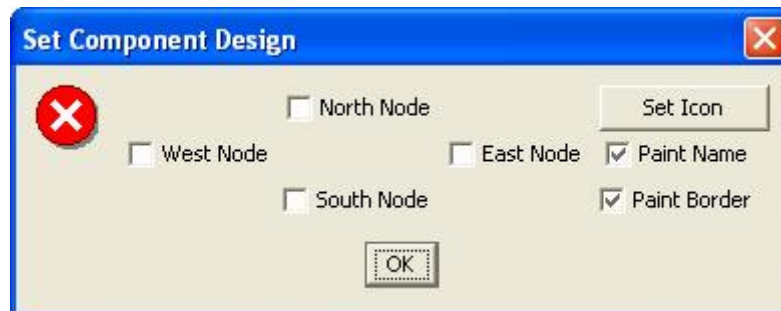 Set Component Design
North Node
Set Icon
West Node
East Node
Paint Name
South Node
Paint Border
OK